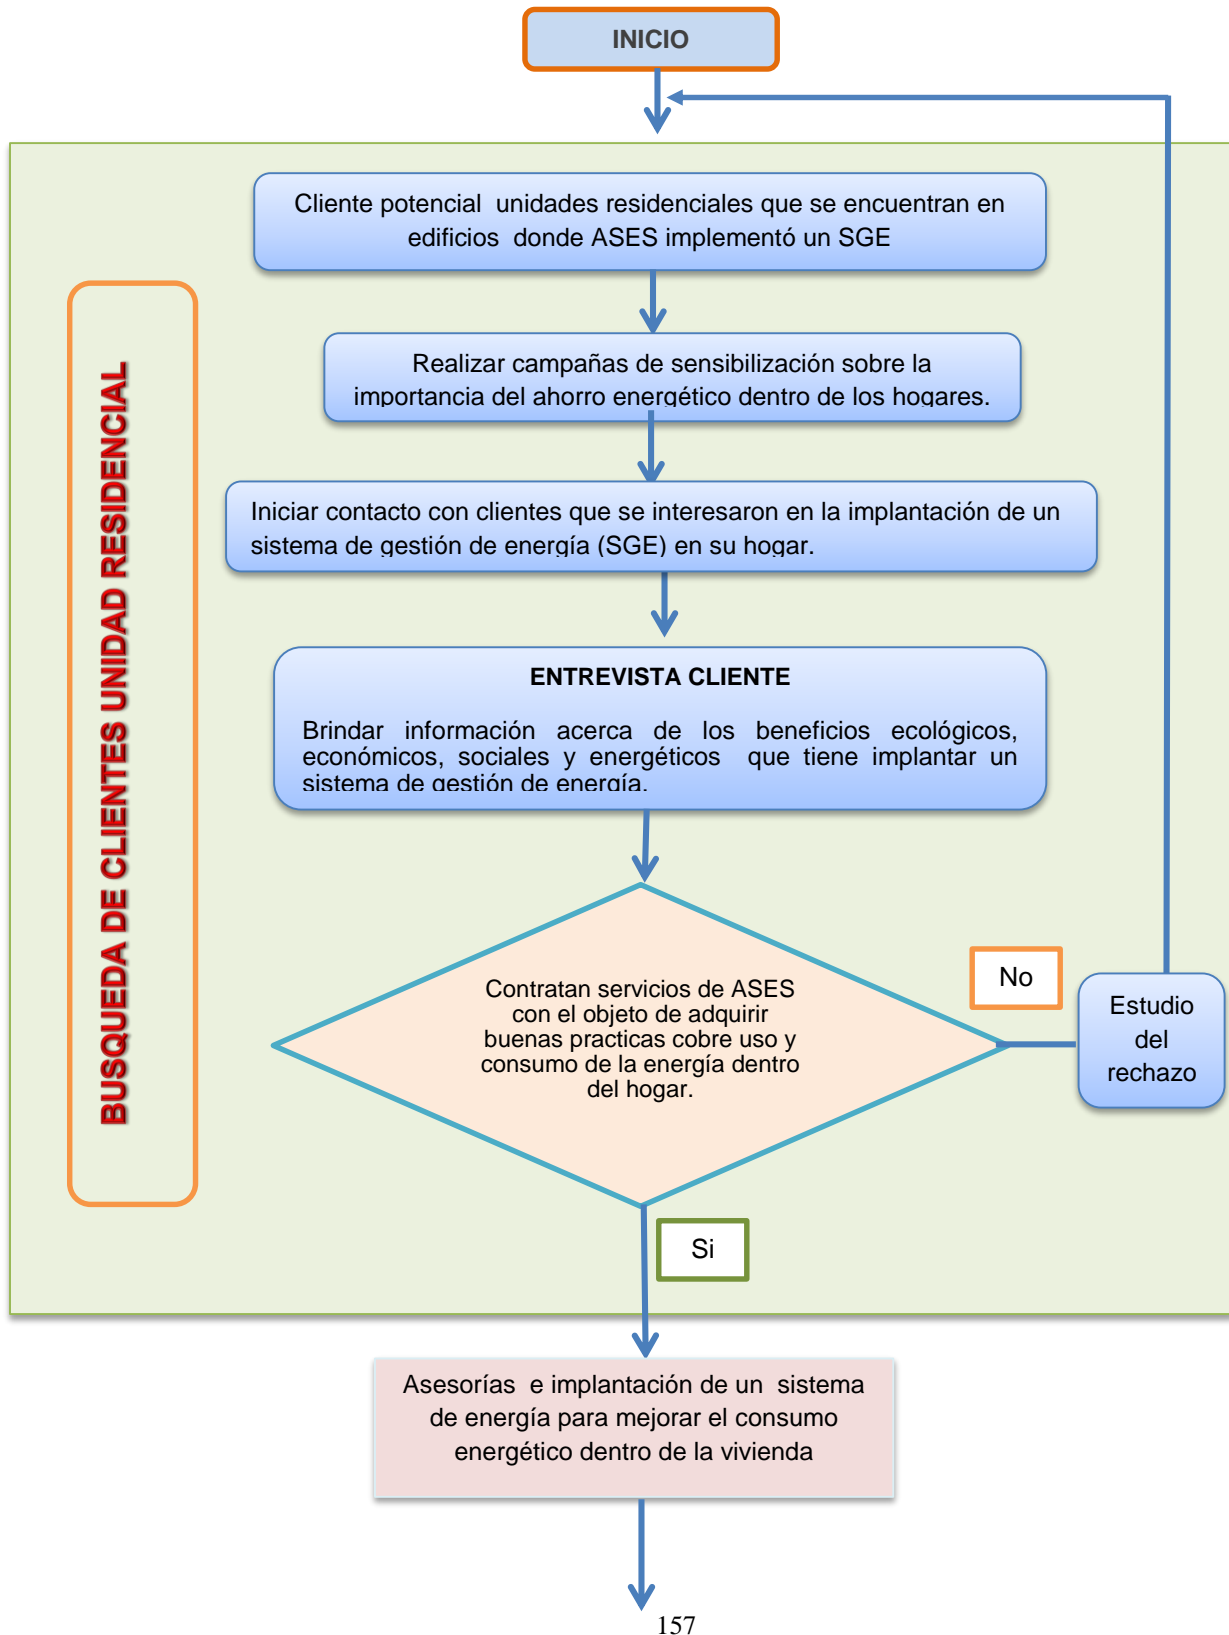 INICIO
Cliente potencial unidades residenciales que se encuentran en
edificios donde ASES implementó un SGE
BUSQUEDA DE CLIENTES UNIDAD RESIDENCIAL
Realizar campañas de sensibilización sobre la
importancia del ahorro energético dentro de los hogares.
Iniciar contacto con clientes que se interesaron en la implantación de un
sistema de gestión de energía (SGE) en su hogar.
ENTREVISTA CLIENTE
Brindar información acerca de los beneficios ecológicos,
económicos, sociales y energéticos que tiene implantar un
sistema de gestión de energía.
Contratan servicios de ASES
con el objeto de adquirir
buenas practicas cobre uso y
consumo de la energía dentro
del hogar.
No
Estudio
del
rechazo
Si
Asesorías e implantación de un sistema
de energía para mejorar el consumo
energético dentro de la vivienda
157